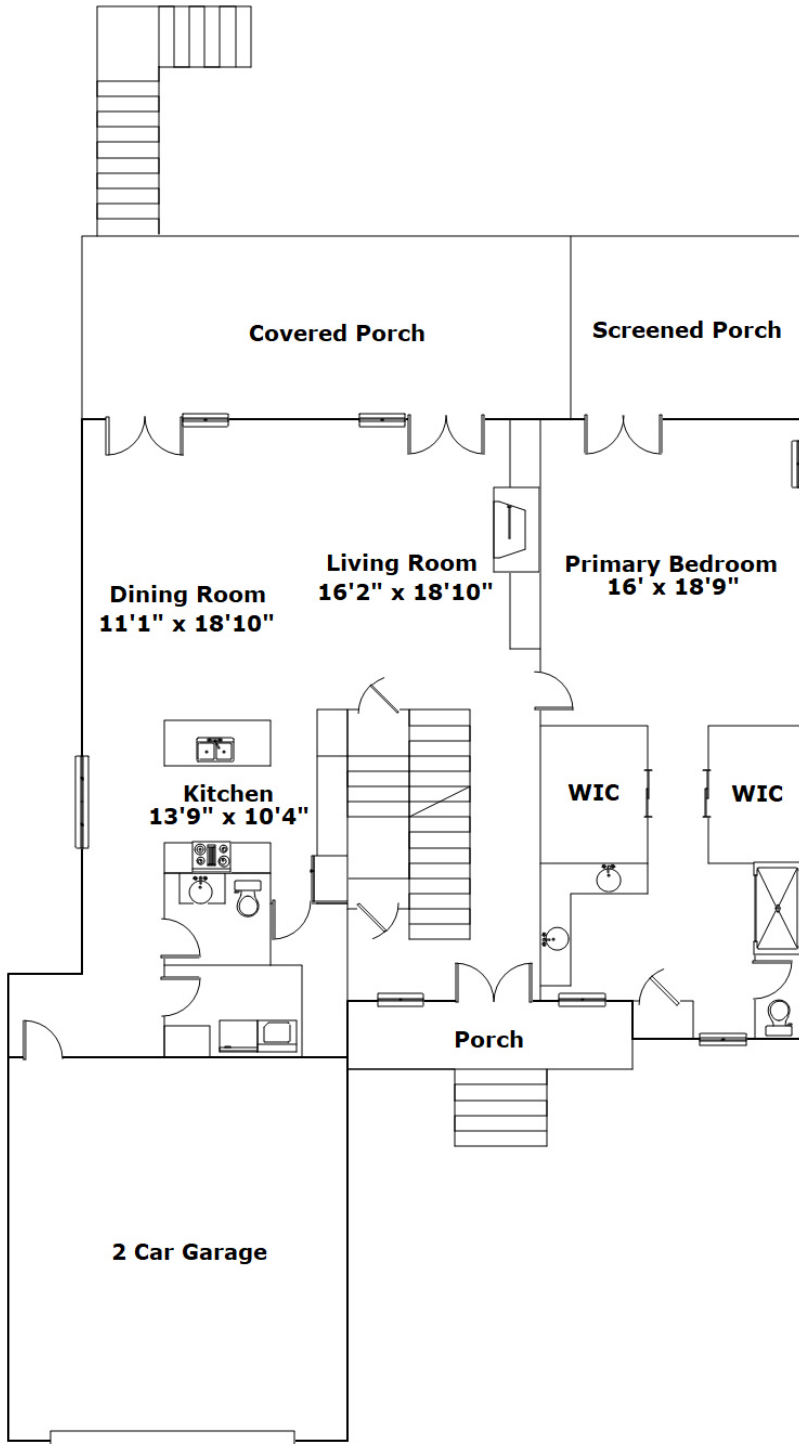 Covered Porch
Screened Porch
Living Room
16'2" x 18'10"
Primary Bedroom
16' x 18'9"
Dining Room
11'1" x 18'10"
Kitchen
13'9" x 10'4"
WIC
WIC
Porch
2 Car Garage